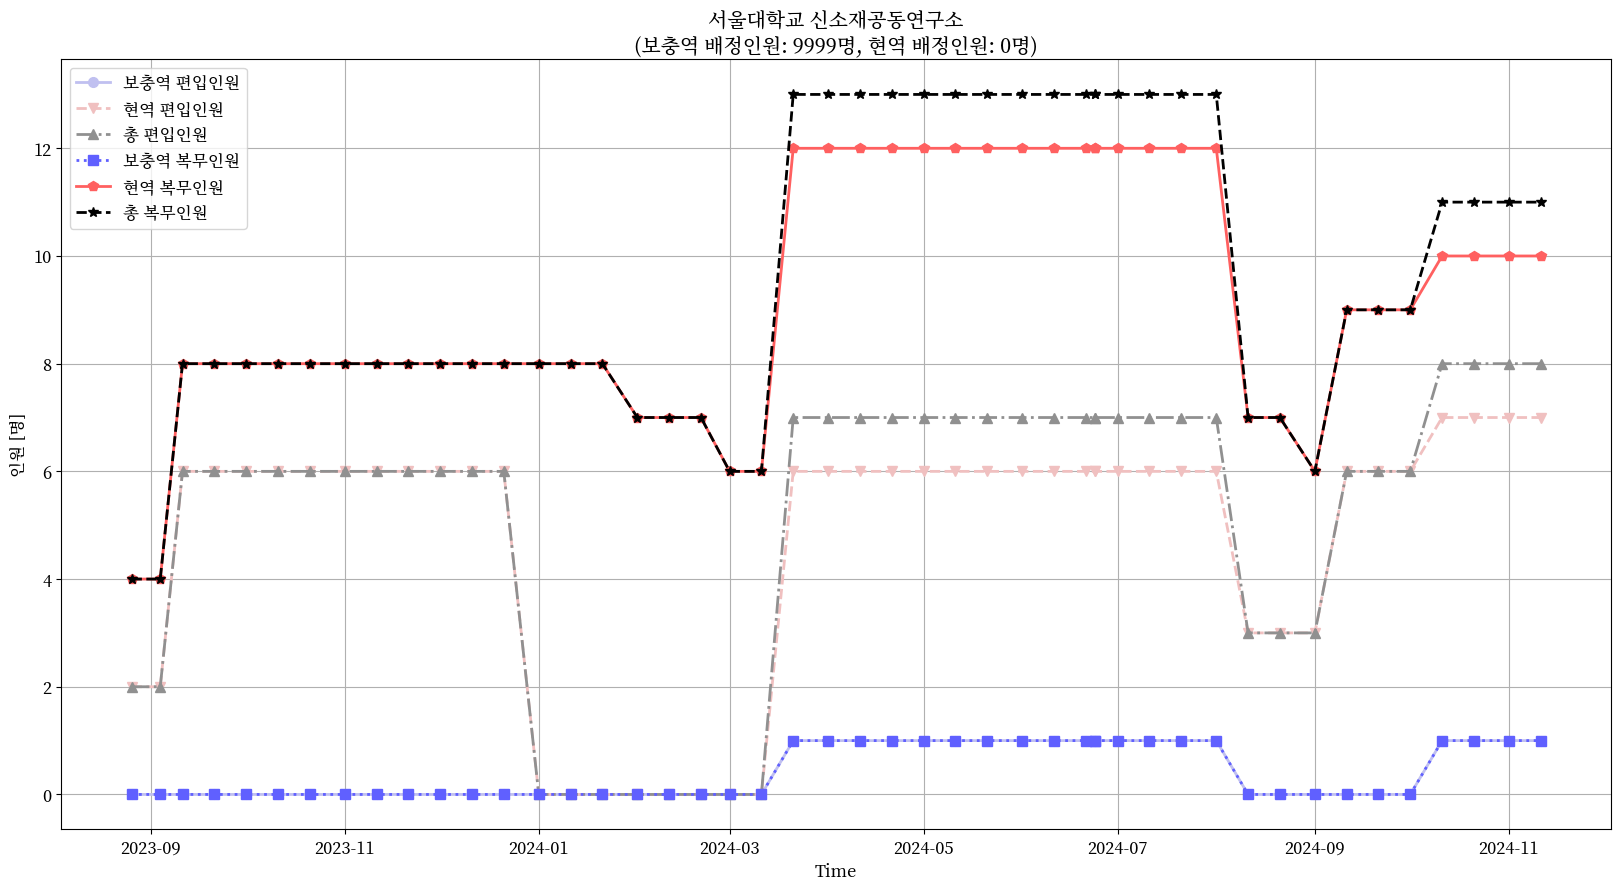 서울대학교 신소재공동연구소
(보충역 배정인원: 9999명, 현역 배정인원: 0명)
보충역 편입인원
현역 편입인원
총 편입인원
보충역 복무인원
현역 복무인원
총 복무인원
12
10
8
6
4
2
0
인원 [명]
2023-09 2023-11 2024-01 2024-03 2024-05 2024-07 2024-09 2024-11
Time